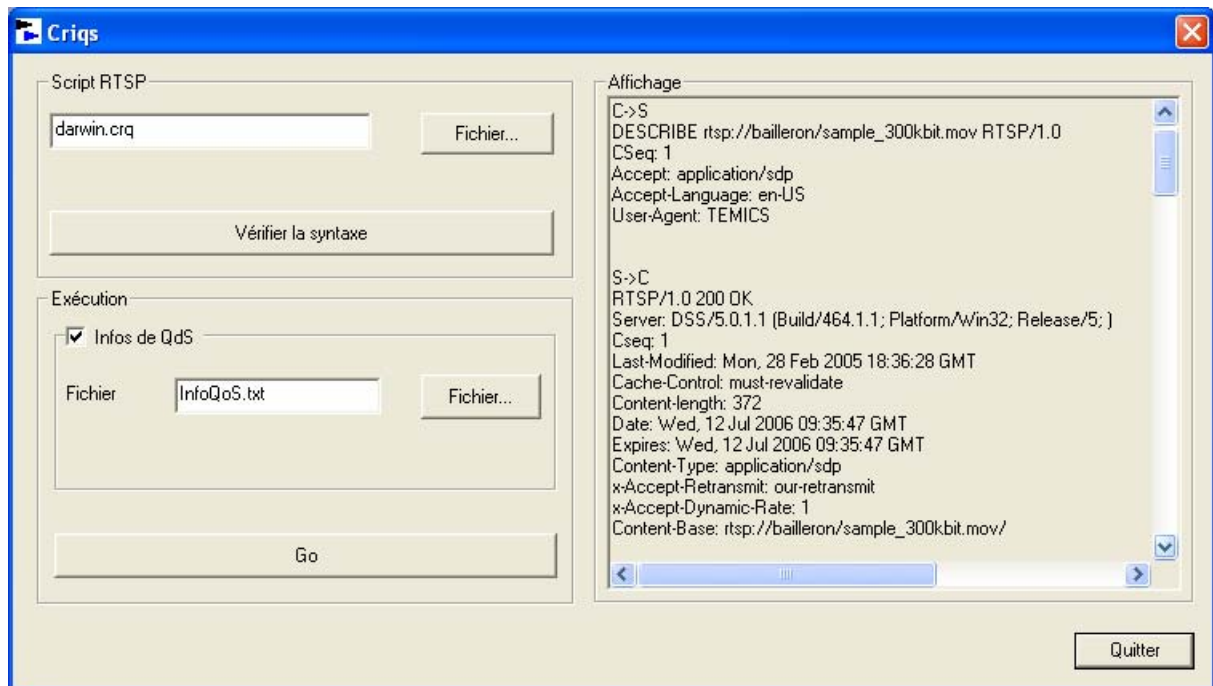 Criqs
Script RTSP
darwin.crq
Fichier...
Vérifier la syntaxe
Exécution
Infos de QdS
Fichier
InfoQoS.txt
Fichier...
Go
Affichage
C->S
DESCRIBE rtsp://bailleron/sample_300kbit.mov RTSP/1.0
CSeq: 1
Accept: application/sdp
Accept-Language: en-US
User-Agent: TEMICS
S->C
RTSP/1.0 200 OK
Server: DSS/5.0.1.1 (Build/464.1.1; Platform/Win32; Release/5; )
Cseq: 1
Last-Modified: Mon, 28 Feb 2005 18:36:28 GMT
Cache-Control: must-revalidate
Content-length: 372
Date: Wed, 12 Jul 2006 09:35:47 GMT
Expires: Wed, 12 Jul 2006 09:35:47 GMT
Content-Type: application/sdp
x-Accept-Retransmit: our-retransmit
x-Accept-Dynamic-Rate: 1
Content-Base: rtsp://bailleron/sample_300kbit.mov/
Quitter